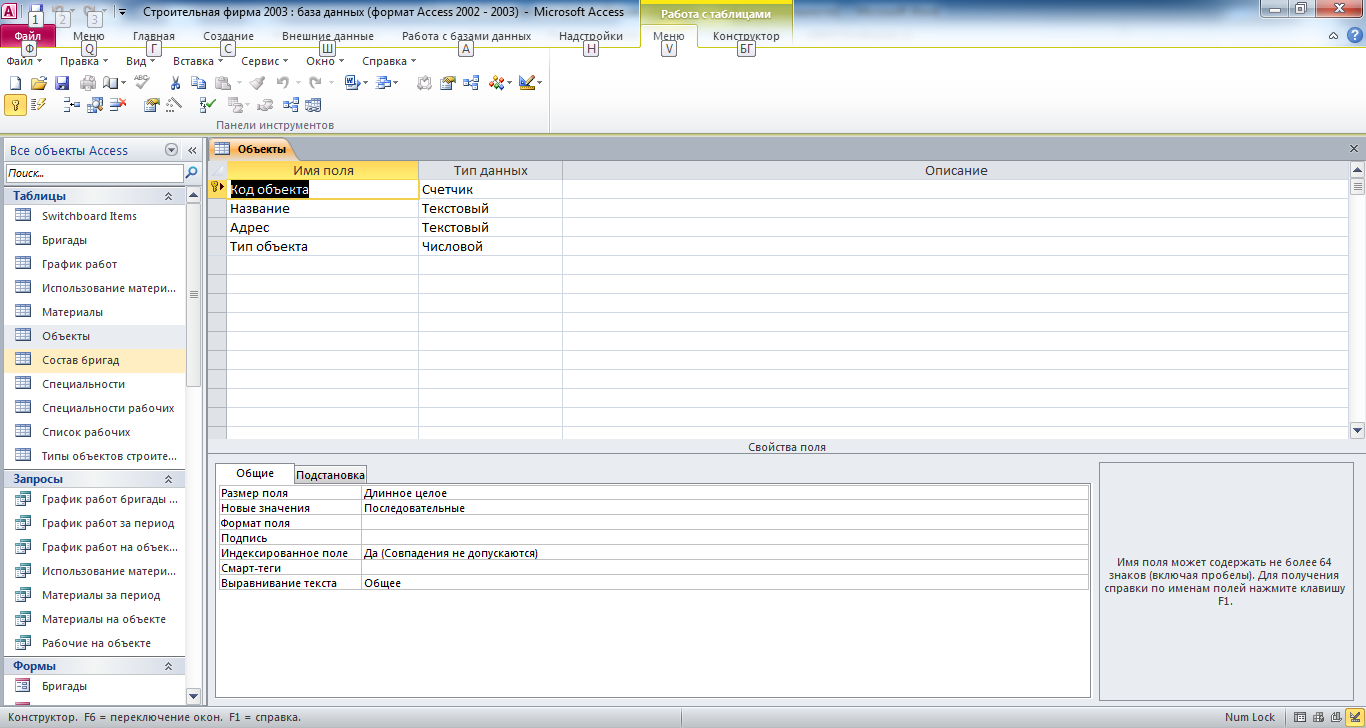 Строительная фирма 2003 : база данных (формат Access 2002 - 2003) - Microsoft Access
Работа с таблицами
1 2 3
Файл Меню Главная Создание Внешние данные Работа с базами данных Надстройки Меню Конструктор
Ф Q Г С Ш А Н V БГ
Файл Правка Вид Вставка Сервис Окно Справка
Панели инструментов
Все объекты Access
Поиск...
Таблицы
Switchboard Items
Бригады
График работ
Использование матери...
Материалы
Объекты
Состав бригад
Специальности
Специальности рабочих
Список рабочих
Типы объектов строите...
Запросы
График работ бригады ...
График работ за период
График работ на объек...
Использование матери...
Материалы за период
Материалы на объекте
Рабочие на объекте
Формы
Бригады
Объекты
Имя поля Тип данных Описание
Код объекта Счетчик
Название Текстовый
Адрес Текстовый
Тип объекта Числовой
Свойства поля
Общие Подстановка
Размер поля Длинное целое
Новые значения Последовательные
Формат поля
Подпись
Индексированное поле Да (Совпадения не допускаются)
Смарт-теги
Выравнивание текста Общее
Имя поля может содержать не более 64
знаков (включая пробелы). Для получения
справки по именам полей нажмите клавишу
F1.
Конструктор. F6 = переключение окон. F1 = справка.
Num Lock